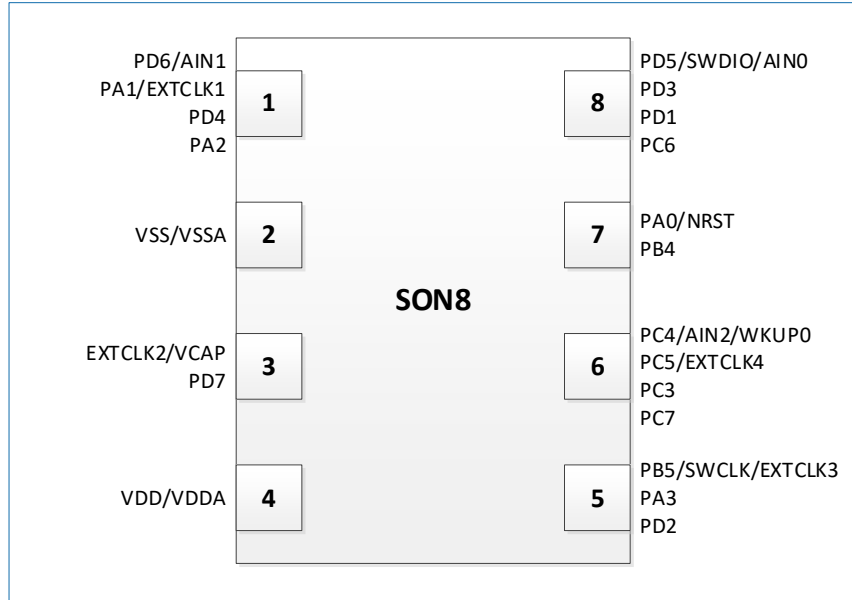 PD6/AIN1
PA1/EXTCLK1
PD4
PA2
1
VSS/VSSA
2
EXTCLK2/VCAP
PD7
3
VDD/VDDA
4
SON8
8
PD5/SWDIO/AIN0
PD3
PD1
PC6
7
PA0/NRST
PB4
6
PC4/AIN2/WKUP0
PC5/EXTCLK4
PC3
PC7
5
PB5/SWCLK/EXTCLK3
PA3
PD2